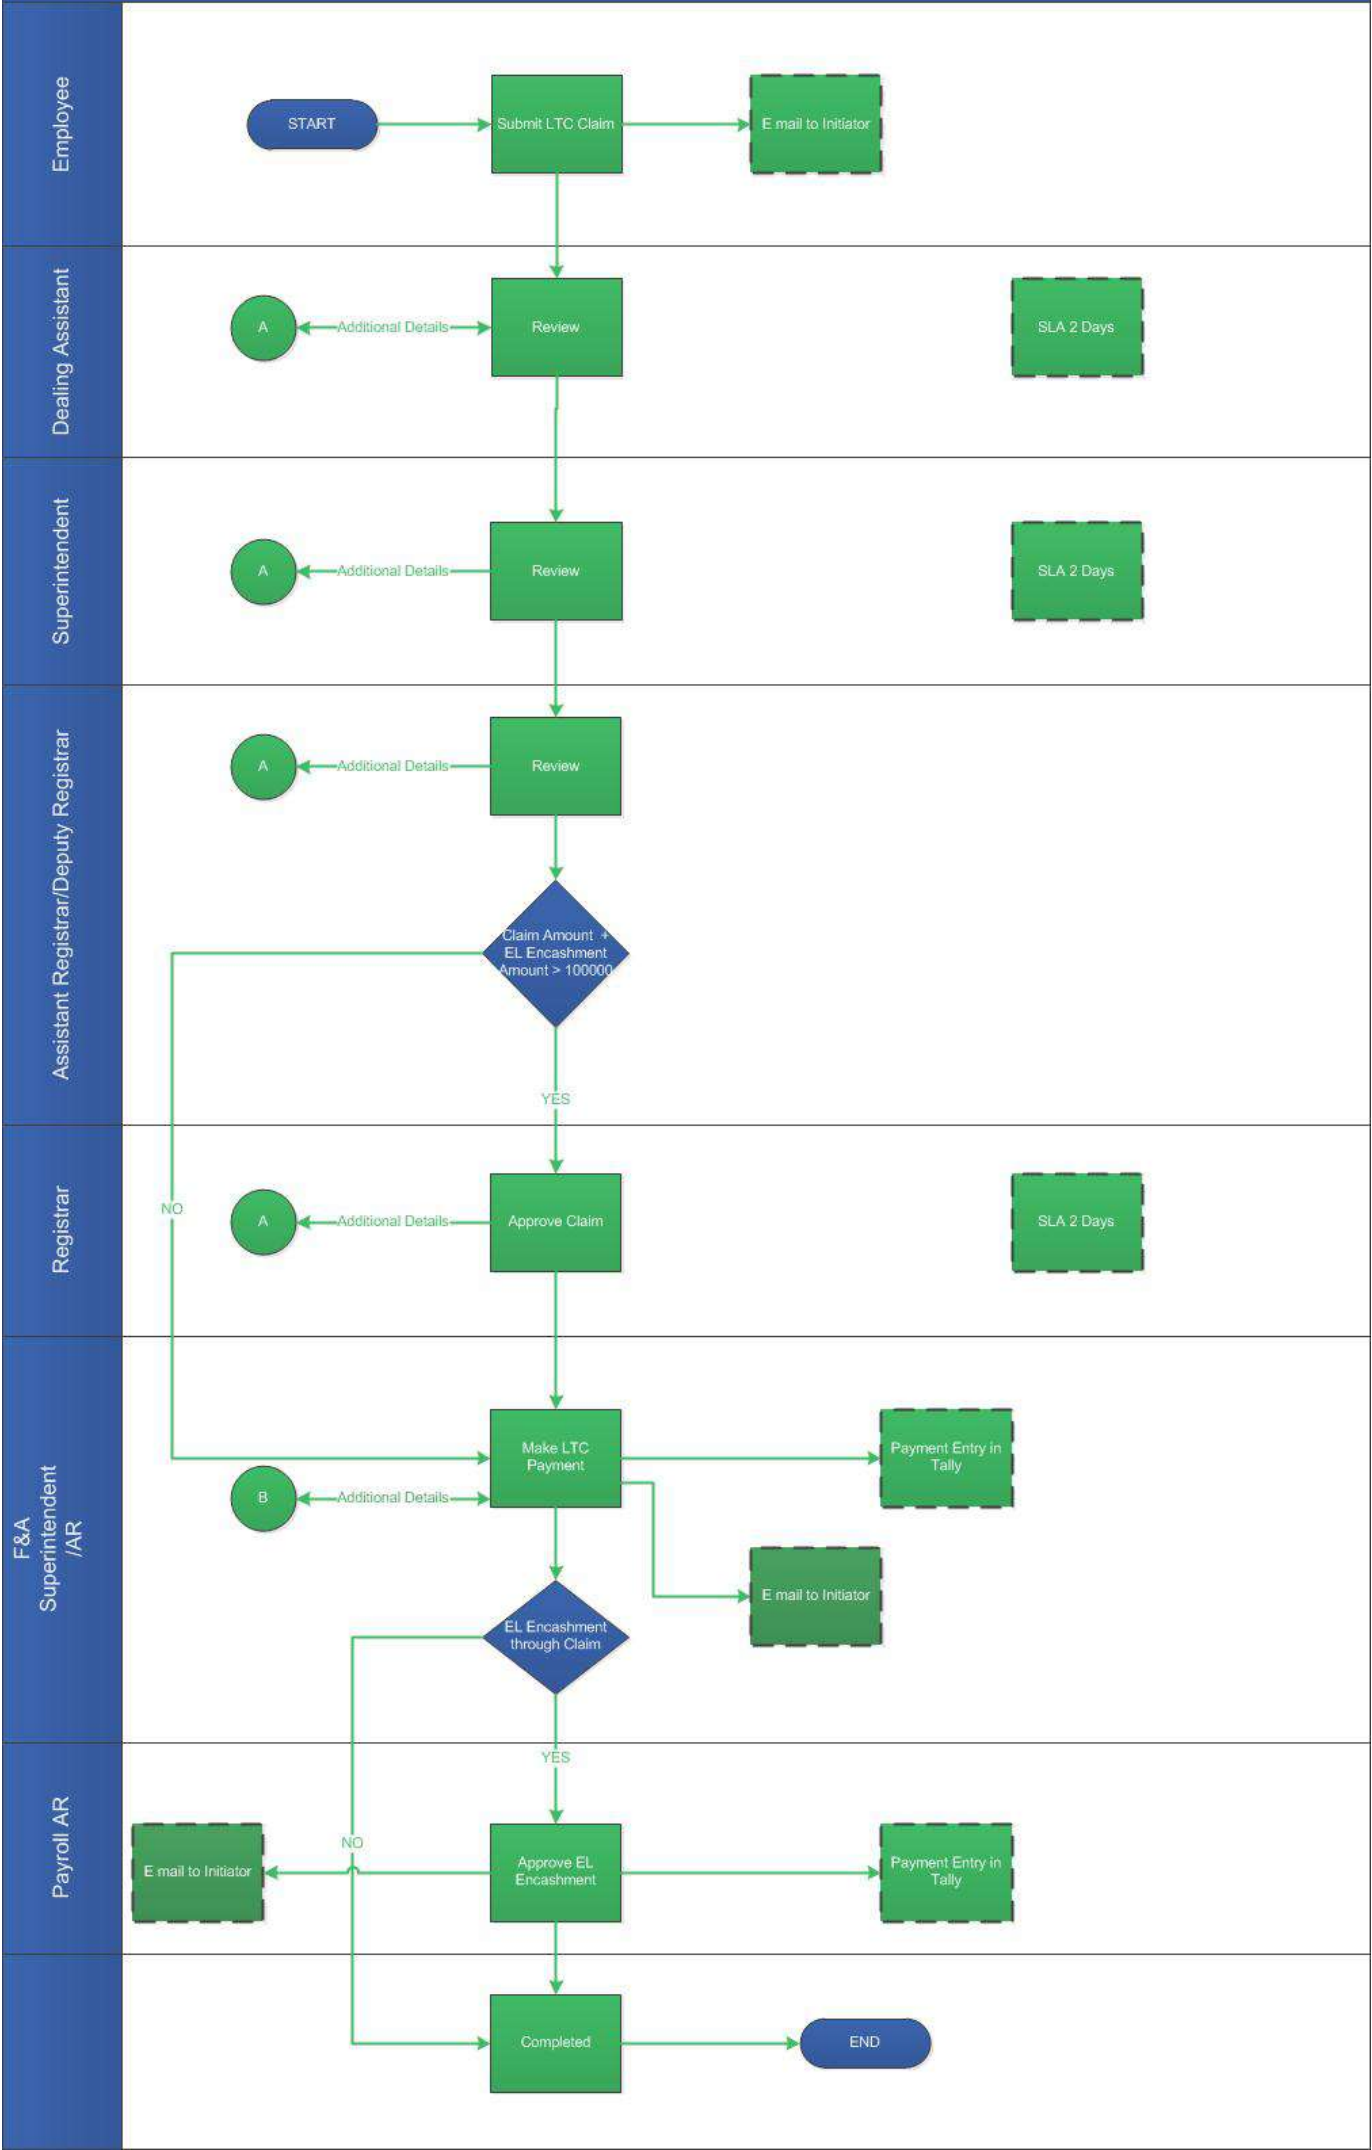 Employee
START
Submit LTC Claim
E mail to Initiator
Dealing Assistant
A
Additional Details
Review
SLA 2 Days
Superintendent
A
Additional Details
Review
SLA 2 Days
Assistant Registrar/Deputy Registrar
A
Additional Details
Review
Claim Amount +
EL Encashment
Amount > 100000
YES
Registrar
NO
A
Additional Details
Approve Claim
SLA 2 Days
F&A
Superintendent
/AR
Make LTC
Payment
Payment Entry in
Tally
B
Additional Details
E mail to Initiator
EL Encashment
through Claim
YES
Payroll AR
NO
E mail to Initiator
Approve EL
Encashment
Payment Entry in
Tally
Completed
END